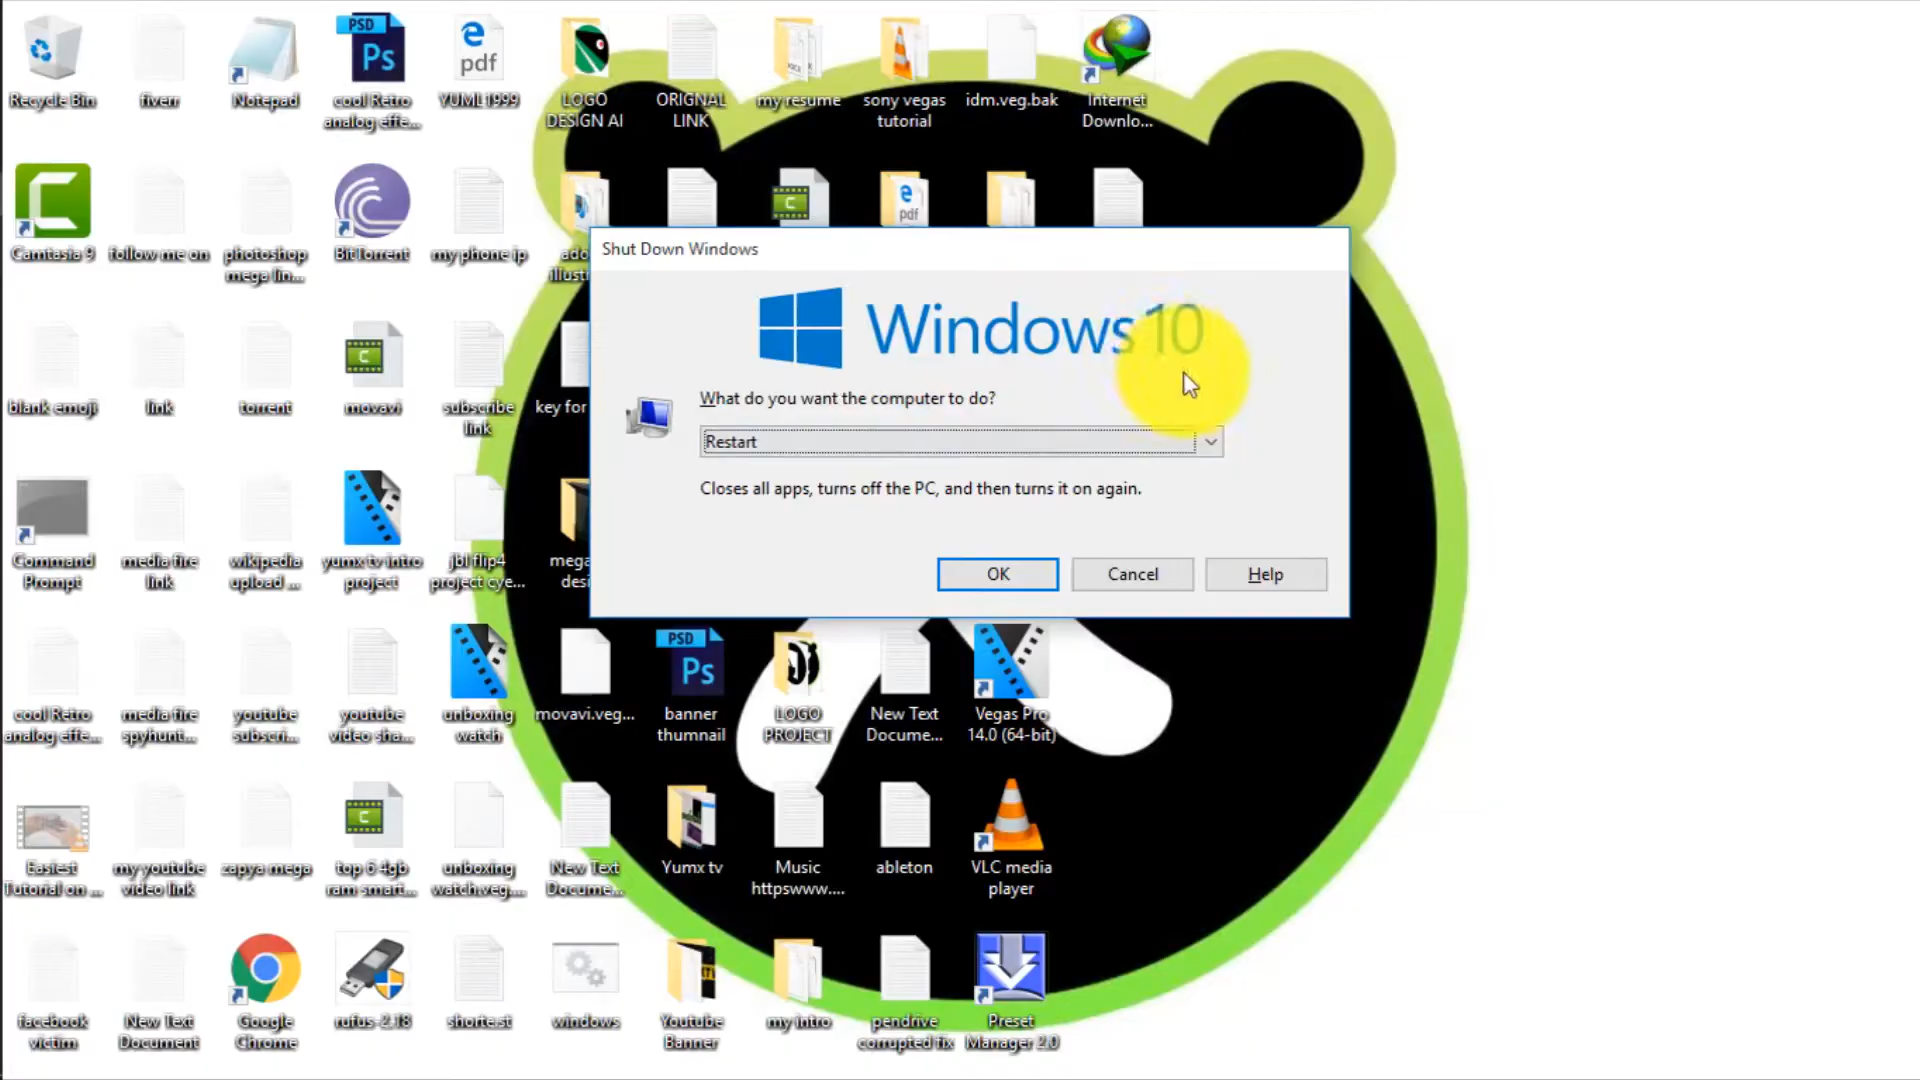 Recycle Bin
fiverr
Notepad
cool Retro
analog effe...
PSD
Ps
pdf
YUML1999
LOGO
DESIGN AI
ORIGNAL
LINK
my resume
sony vegas
tutorial
idm.veg.bak
Internet
Downlo...
Camtasia 9
follow me on
photoshop
mega lin...
BitTorrent
my phone ip
ado
illust
pdf
Shut Down Windows
Windows 10
What do you want the computer to do?
Restart
Closes all apps, turns off the PC, and then turns it on again.
OK
Cancel
Help
blank emoji
link
torrent
movavi
subscribe
link
key for
Command
Prompt
media fire
link
wikipedia
upload ...
yumx tv intro
project
jbl flip4
project cye...
mega
desi
cool Retro
analog effe...
media fire
spyhunt...
youtube
subscri...
youtube
video sha...
unboxing
watch
movavi.veg...
PSD
Ps
banner
thumnail
LOGO
PROJECT
New Text
Docume...
Vegas Pro
14.0 (64-bit)
Easiest
Tutorial on ...
my youtube
video link
zapya mega
top 6 4gb
ram smart...
unboxing
watch.veg....
New Text
Docume...
Yumx tv
Music
httpswww....
ableton
VLC media
player
facebook
victim
New Text
Document
Google
Chrome
rufus-2.18
shorte.st
windows
Youtube
Banner
my intro
pendrive
corrupted fix
Preset
Manager 2.0